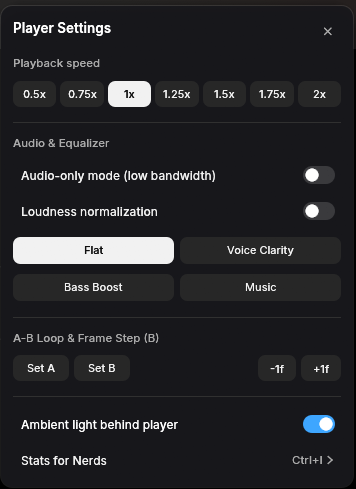 Player Settings ×
Playback speed
0.5x 0.75x 1x 1.25x 1.5x 1.75x 2x
Audio & Equalizer
Audio-only mode (low bandwidth)
Loudness normalization
Flat Voice Clarity
Bass Boost Music
A-B Loop & Frame Step (B)
Set A Set B -1f +1f
Ambient light behind player
Stats for Nerds Ctrl+I >